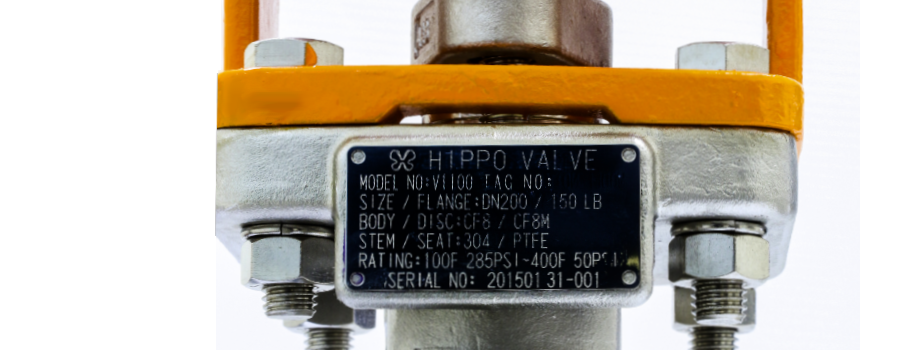 HIPPO VALVE
MODEL NO:V1100 TAG NO:
SIZE / FLANGE:DN200 / 150 LB
BODY / DISC:CF8 / CF8M
STEM / SEAT:304 / PTFE
RATING:100F 285PSI~400F 50PSI
SERIAL NO: 20150131-001